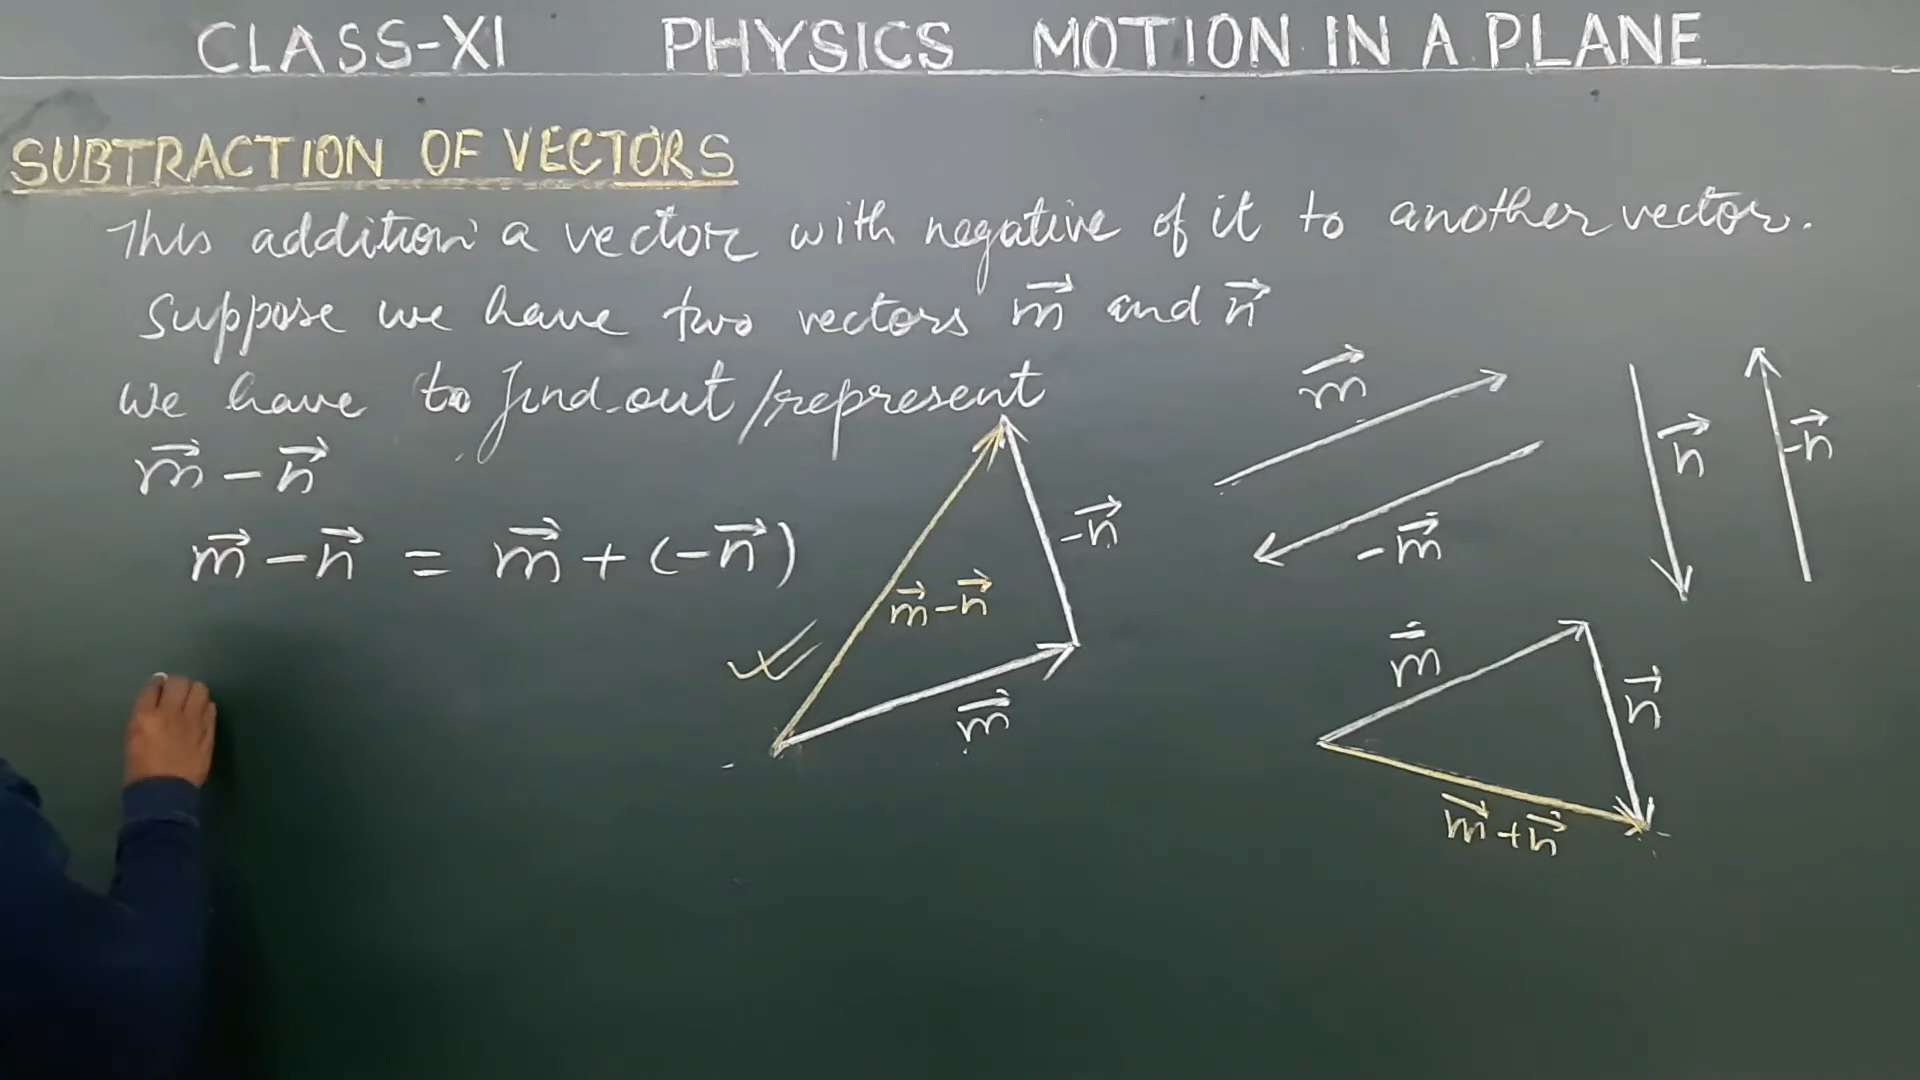 CLASS-XI PHYSICS MOTION IN A PLANE
SUBTRACTION OF VECTORS
This addition a vector with negative of it to another vector.
Suppose we have two vectors m⃗ and n⃗
we have to find out /represent
m⃗ - n⃗
m⃗ - n⃗ = m⃗ + (-n⃗)
m⃗ - n⃗
-n⃗
m⃗
m⃗
-m⃗
n⃗
-n⃗
m⃗
n⃗
m⃗ + n⃗